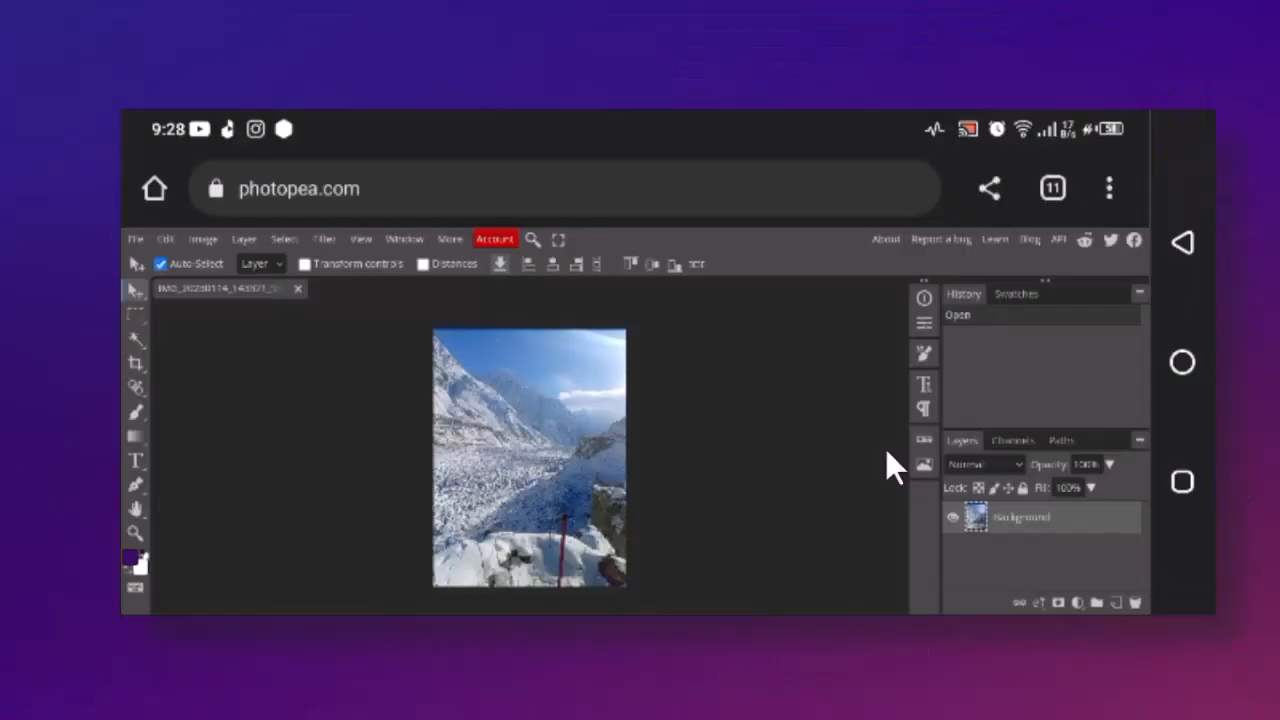 9:28 17 B/s 58
photopea.com 11
File Edit Image Layer Select Filter View Window More Account About Report a bug Learn Blog API
Auto-Select Layer Transform controls Distances
History Swatches
Open
Layers Channels Paths
Normal Opacity: 100%
Lock: Fill: 100%
Background